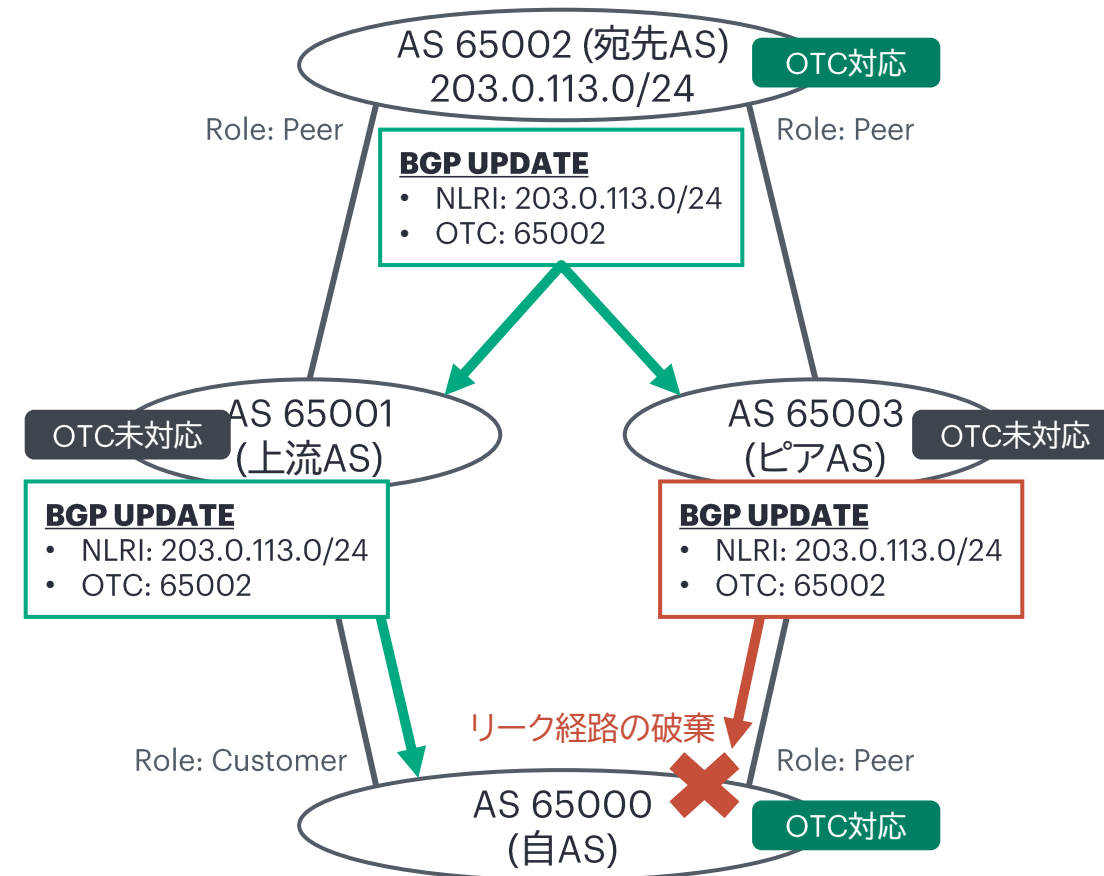 AS 65002 (宛先AS)
203.0.113.0/24
OTC対応
Role: Peer
Role: Peer
BGP UPDATE
• NLRI: 203.0.113.0/24
• OTC: 65002
OTC未対応
AS 65001
(上流AS)
AS 65003
(ピアAS)
OTC未対応
BGP UPDATE
• NLRI: 203.0.113.0/24
• OTC: 65002
BGP UPDATE
• NLRI: 203.0.113.0/24
• OTC: 65002
リーク経路の破棄
Role: Customer
Role: Peer
AS 65000
(自AS)
OTC対応